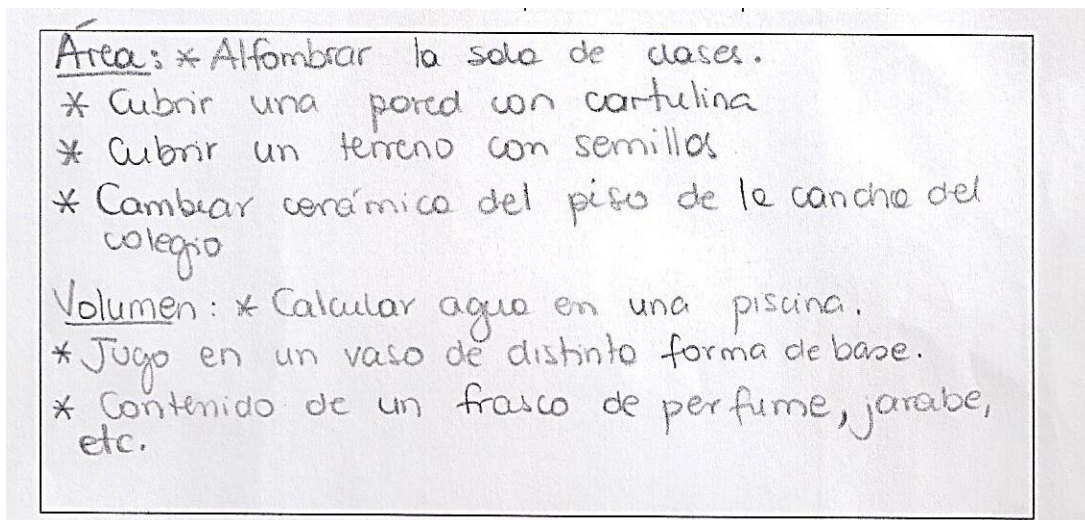 Área: * Alfombrar la sala de clases.
* Cubrir una pared con cartulina
* Cubrir un terreno con semillas
* Cambiar cerámica del piso de la cancha del
colegio
Volumen: * Calcular agua en una piscina.
* Jugo en un vaso de distinto forma de base.
* Contenido de un frasco de perfume, jarabe,
etc.